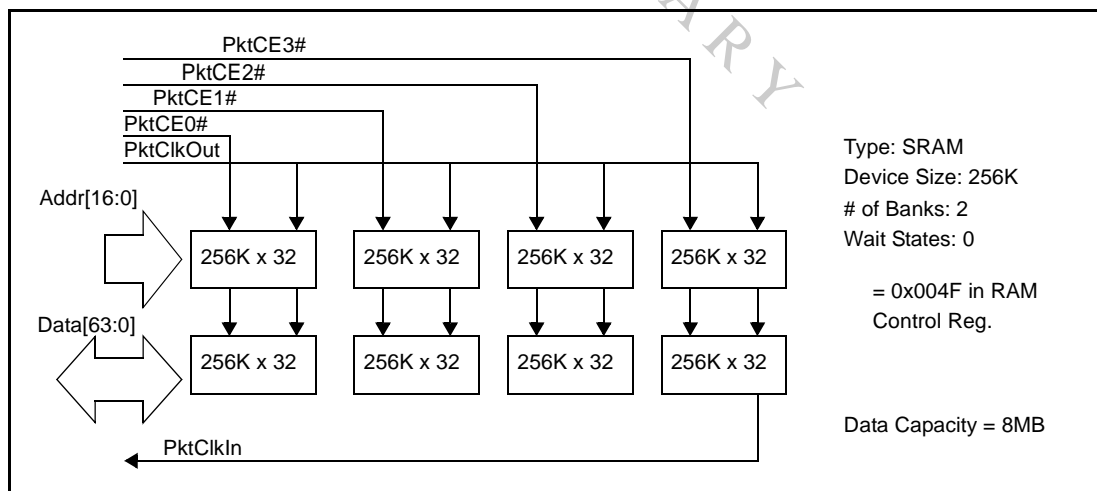 ARY
PktCE3#
PktCE2#
PktCE1#
PktCE0#
PktClkOut
Addr[16:0]
256K x 32 256K x 32 256K x 32 256K x 32
Data[63:0]
256K x 32 256K x 32 256K x 32 256K x 32
PktClkIn
Type: SRAM
Device Size: 256K
# of Banks: 2
Wait States: 0
= 0x004F in RAM
Control Reg.
Data Capacity = 8MB